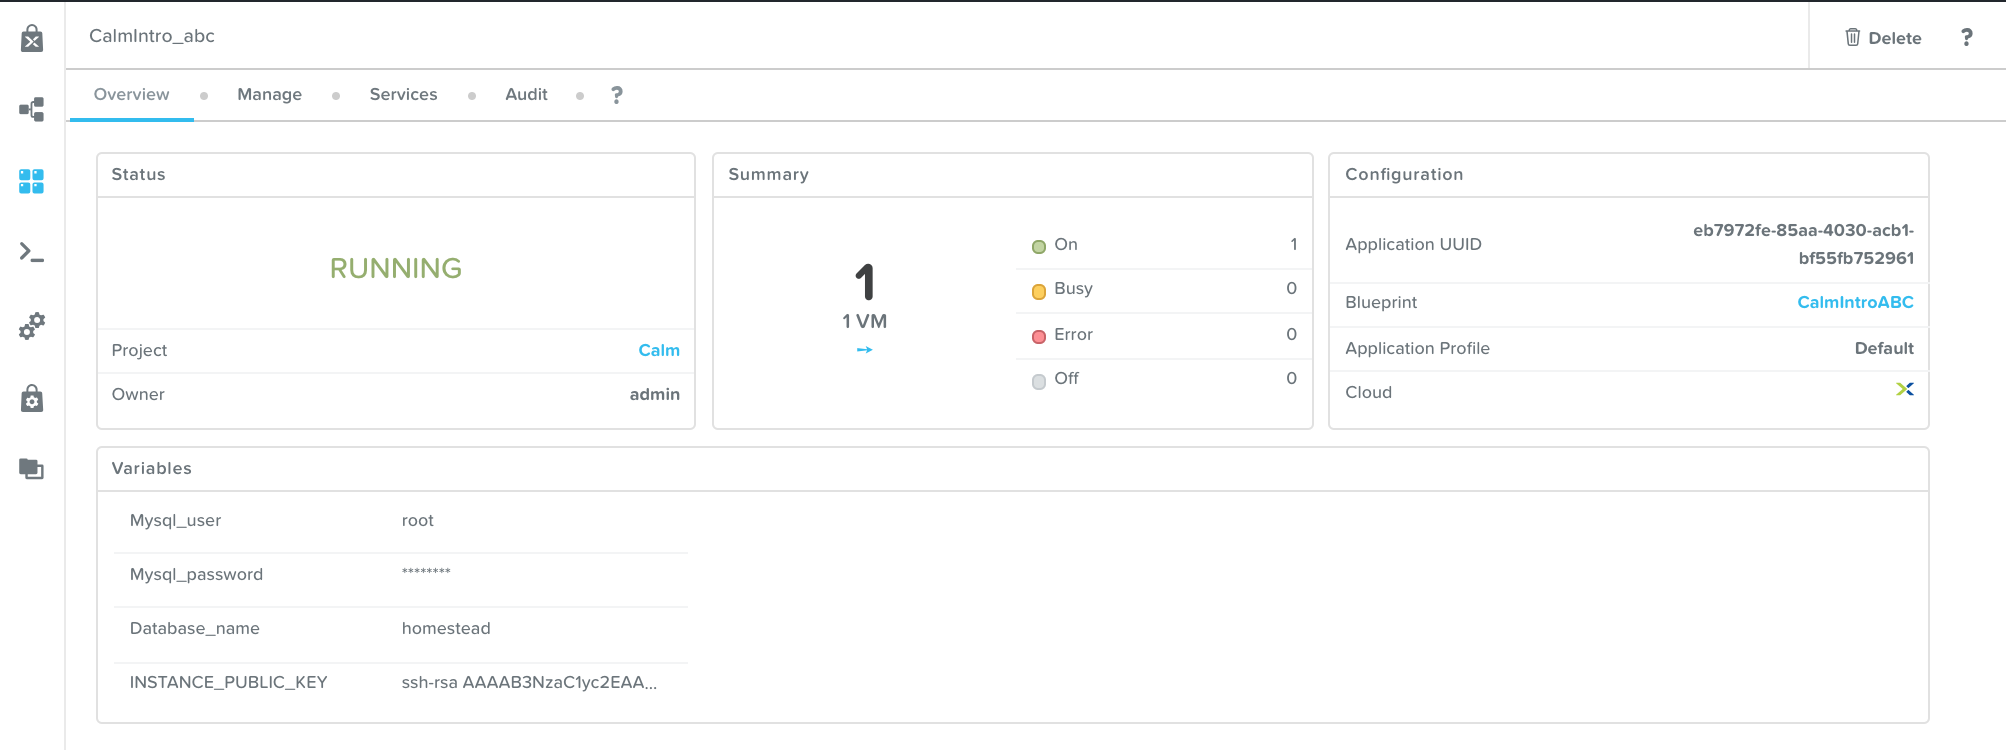 CalmIntro_abc
Delete ?
Overview Manage Services Audit ?
Status
RUNNING
Project Calm
Owner admin
Summary
1
1 VM
On 1
Busy 0
Error 0
Off 0
Configuration
Application UUID eb7972fe-85aa-4030-acb1-
bf55fb752961
Blueprint CalmIntroABC
Application Profile Default
Cloud
Variables
Mysql_user root
Mysql_password ********
Database_name homestead
INSTANCE_PUBLIC_KEY ssh-rsa AAAAB3NzaC1yc2EAA...